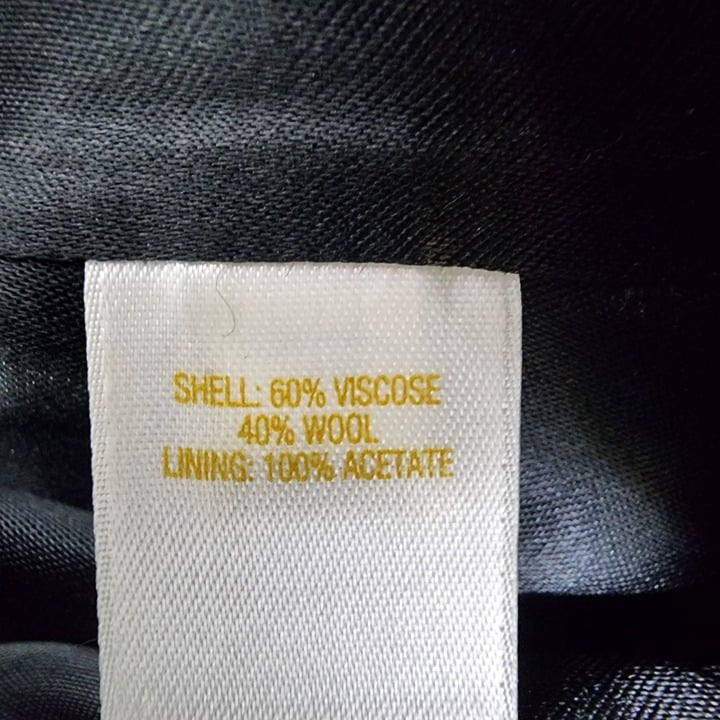 SHELL: 60% VISCOSE
40% WOOL
LINING: 100% ACETATE